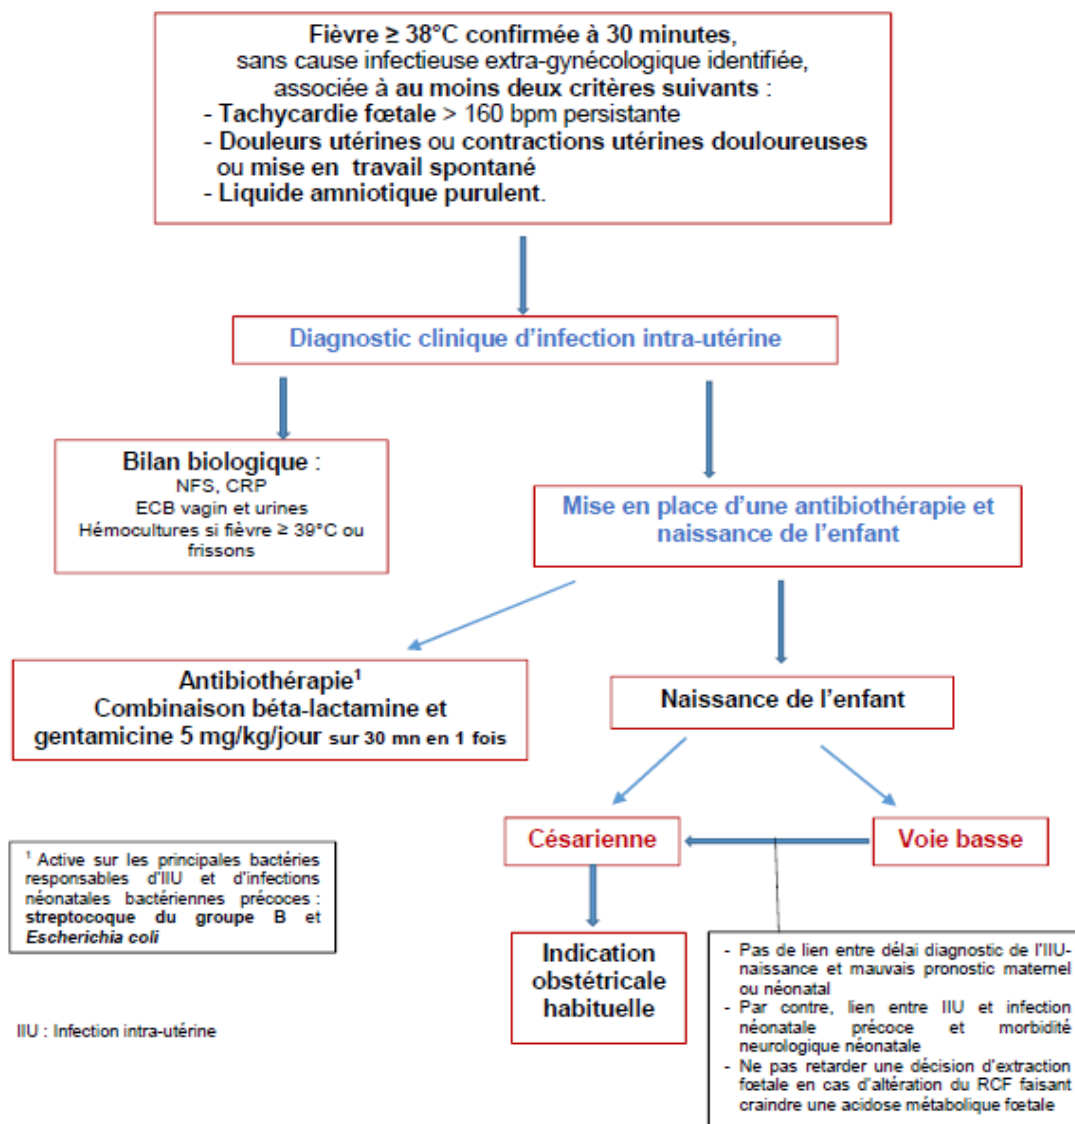 Fièvre ≥ 38°C confirmée à 30 minutes,
sans cause infectieuse extra-gynécologique identifiée,
associée à au moins deux critères suivants :
- Tachycardie fœtale > 160 bpm persistante
- Douleurs utérines ou contractions utérines douloureuses
ou mise en travail spontané
- Liquide amniotique purulent.
Diagnostic clinique d'infection intra-utérine
Bilan biologique :
NFS, CRP
ECB vagin et urines
Hémocultures si fièvre ≥ 39°C ou
frissons
Mise en place d'une antibiothérapie et
naissance de l'enfant
Antibiothérapie¹
Combinaison béta-lactamine et
gentamicine 5 mg/kg/jour sur 30 mn en 1 fois
Naissance de l'enfant
Césarienne
Voie basse
¹ Active sur les principales bactéries
responsables d'IIU et d'infections
néonatales bactériennes précoces :
streptocoque du groupe B et
Escherichia coli
Indication
obstétricale
habituelle
- Pas de lien entre délai diagnostic de l'IIU-
naissance et mauvais pronostic maternel
ou néonatal
- Par contre, lien entre IIU et infection
néonatale précoce et morbidité
neurologique néonatale
- Ne pas retarder une décision d'extraction
fœtale en cas d'altération du RCF faisant
craindre une acidose métabolique fœtale
IIU : Infection intra-utérine